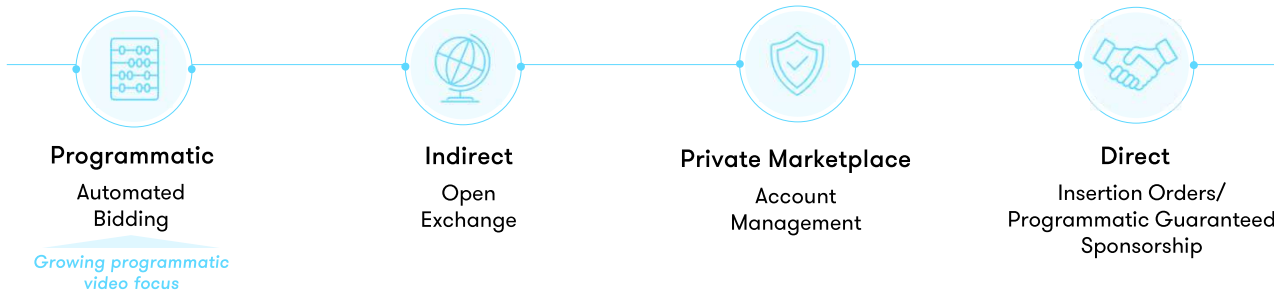 Programmatic
Automated
Bidding
Growing programmatic
video focus
Indirect
Open
Exchange
Private Marketplace
Account
Management
Direct
Insertion Orders/
Programmatic Guaranteed
Sponsorship